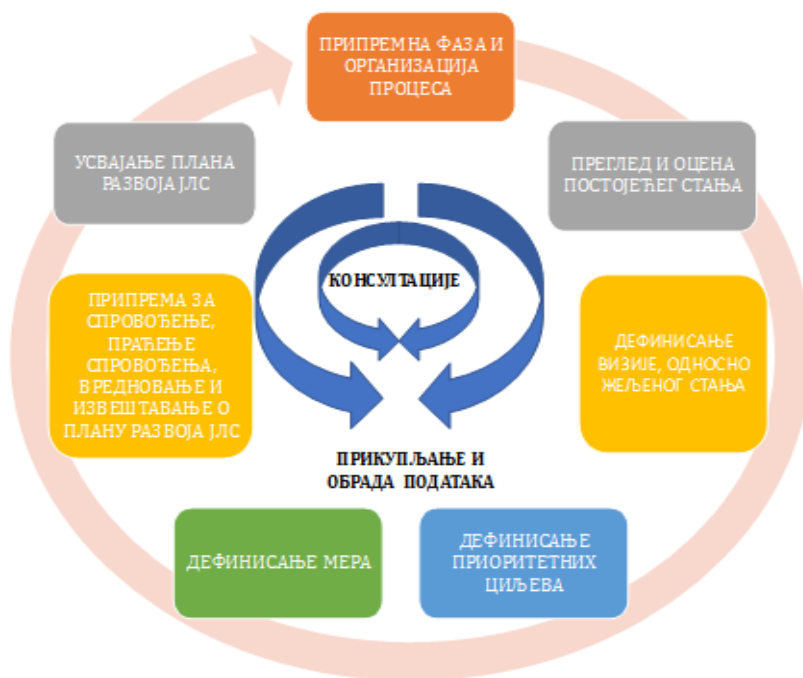 ПРИПРЕМНА ФАЗА И
ОРГАНИЗАЦИЈА
ПРОЦЕСА
ПРЕГЛЕД И ОЦЕНА
ПОСТОЈЕЋЕГ СТАЊА
ДЕФИНИСАЊЕ
ВИЗИЈЕ, ОДНОСНО
ЖЕЉЕНОГ СТАЊА
ДЕФИНИСАЊЕ
ПРИОРИТЕТНИХ
ЦИЉЕВА
ДЕФИНИСАЊЕ МЕРА
ПРИПРЕМА ЗА
СПРОВОЂЕЊЕ,
ПРАЋЕЊЕ
СПРОВОЂЕЊА,
ВРЕДНОВАЊЕ И
ИЗВЕШТАВАЊЕ О
ПЛАНУ РАЗВОЈА ЈЛС
УСВАЈАЊЕ ПЛАНА
РАЗВОЈА ЈЛС
КОНСУЛТАЦИЈЕ
ПРИКУПЉАЊЕ И
ОБРАДА ПОДАТАКА